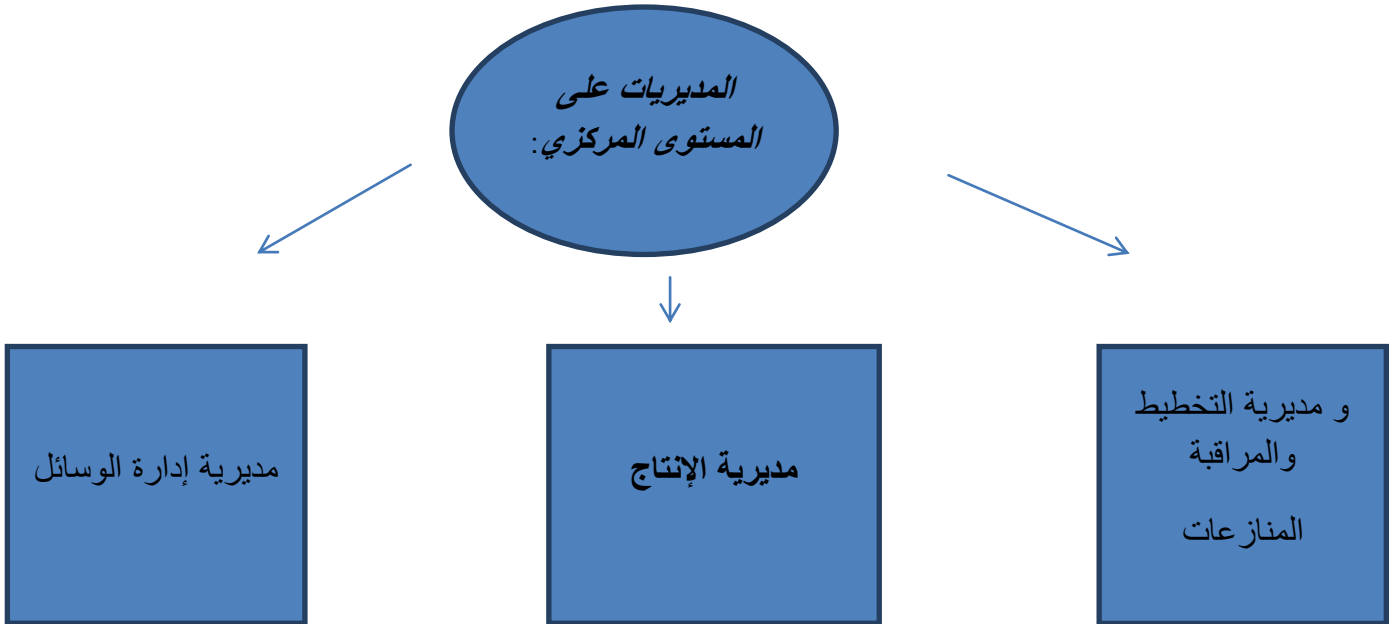 المديريات على
المستوى المركزي:
و مديرية التخطيط
والمراقبة
المنازعات
مديرية الإنتاج
مديرية إدارة الوسائل